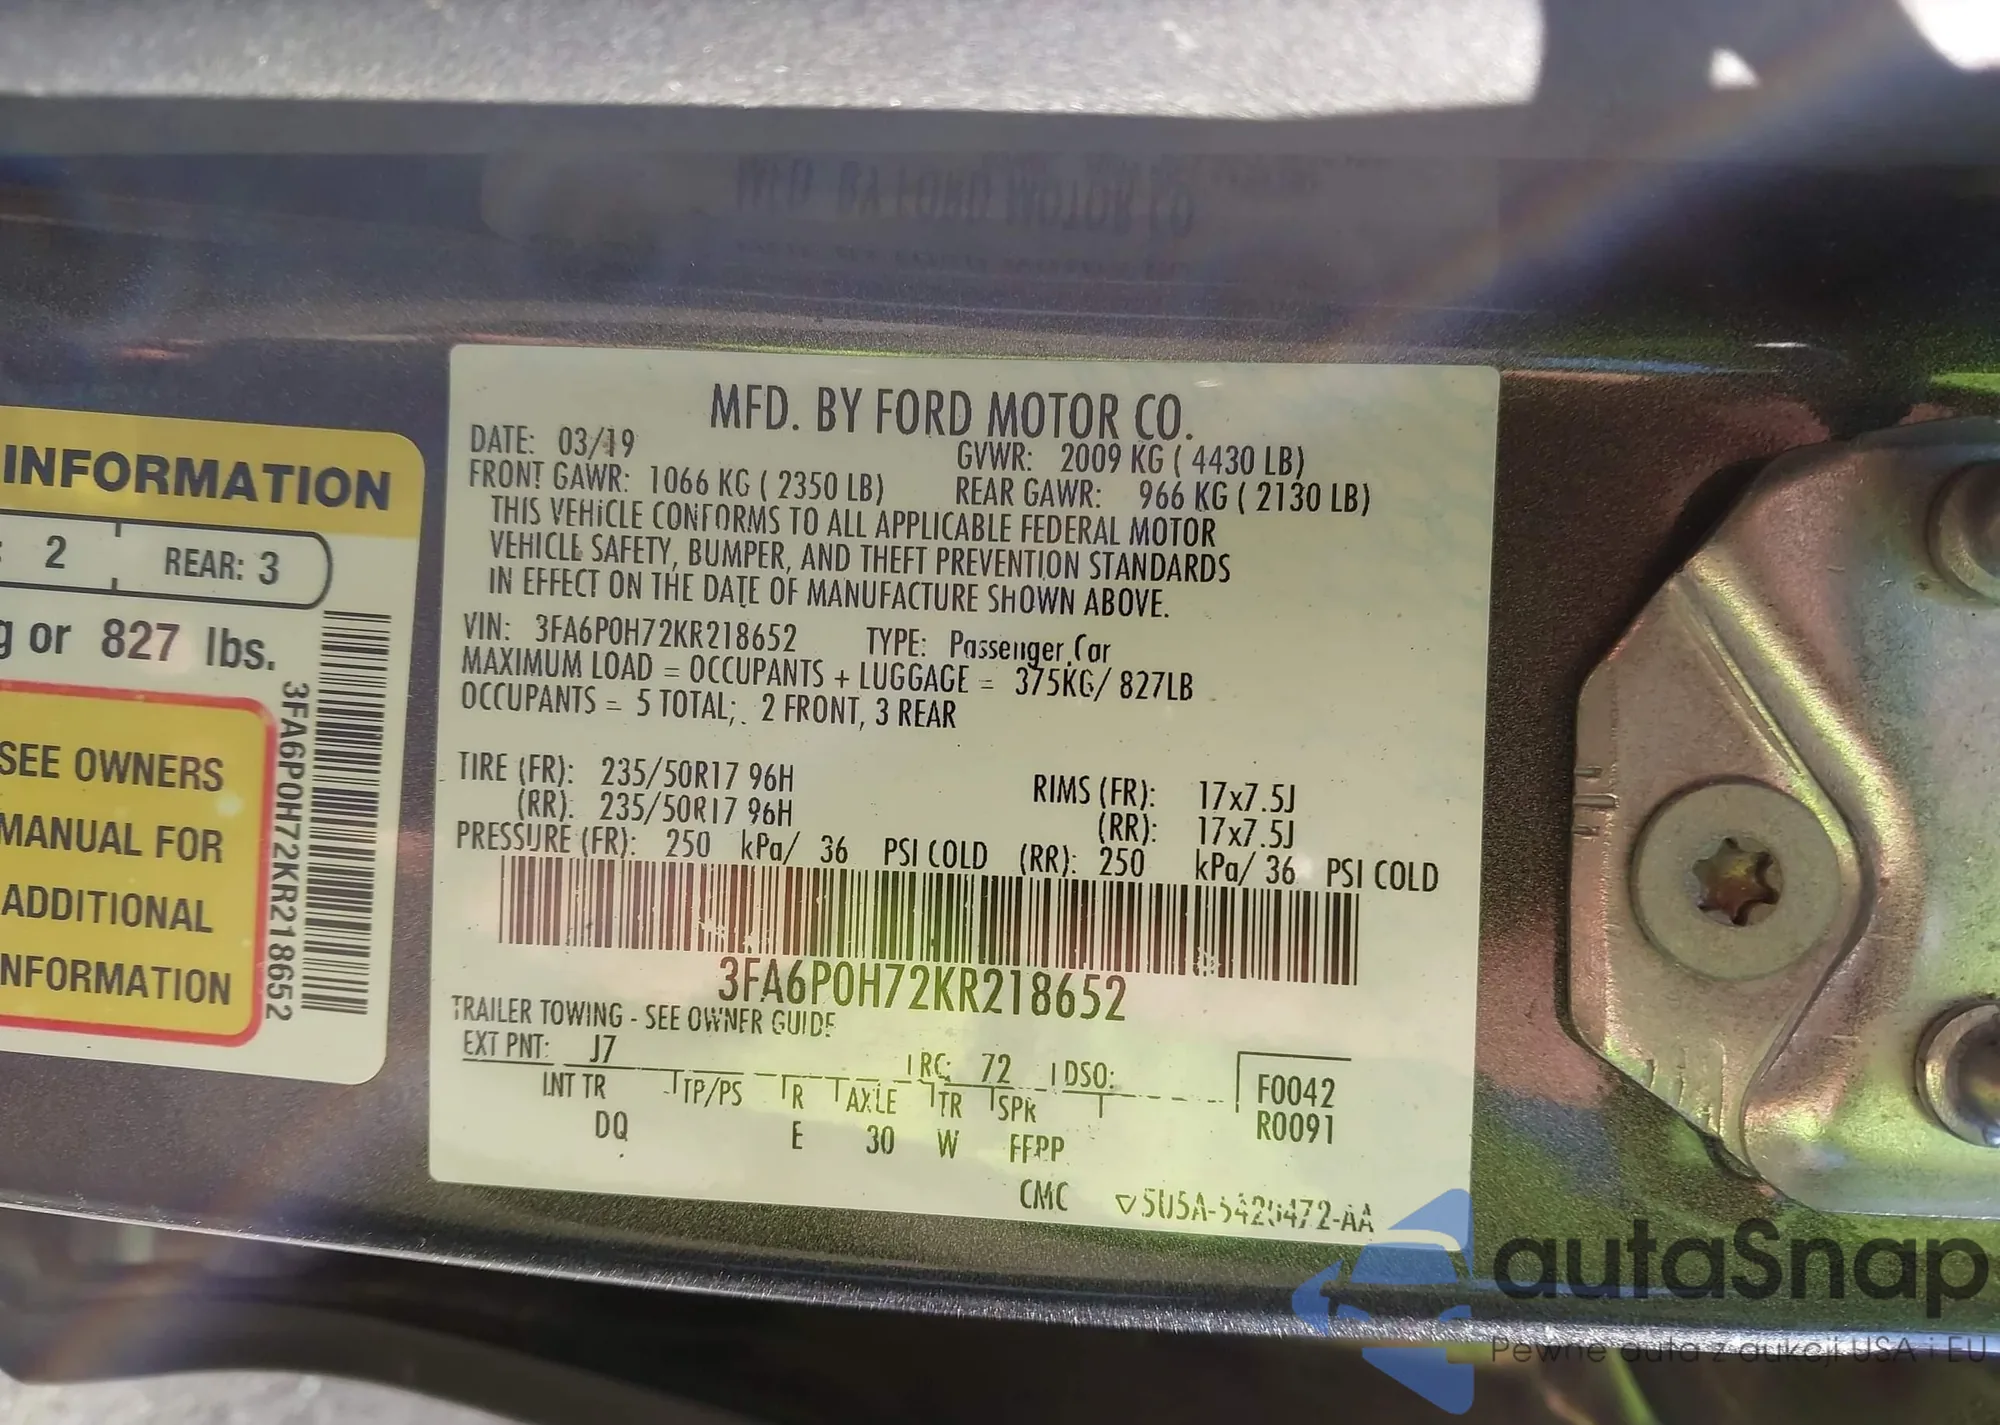 INFORMATION
2 REAR: 3
g or 827 lbs.
SEE OWNERS
MANUAL FOR
ADDITIONAL
INFORMATION
3FA6P0H72KR218652
MFD. BY FORD MOTOR CO.
DATE: 03/19 GVWR: 2009 KG ( 4430 LB)
FRONT GAWR: 1066 KG ( 2350 LB) REAR GAWR: 966 KG ( 2130 LB)
THIS VEHICLE CONFORMS TO ALL APPLICABLE FEDERAL MOTOR
VEHICLE SAFETY, BUMPER, AND THEFT PREVENTION STANDARDS
IN EFFECT ON THE DATE OF MANUFACTURE SHOWN ABOVE.
VIN: 3FA6P0H72KR218652 TYPE: Passenger Car
MAXIMUM LOAD = OCCUPANTS + LUGGAGE = 375KG/ 827LB
OCCUPANTS = 5 TOTAL; 2 FRONT, 3 REAR
TIRE (FR): 235/50R17 96H RIMS (FR): 17x7.5J
(RR): 235/50R17 96H (RR): 17x7.5J
PRESSURE (FR): 250 kPa/ 36 PSI COLD (RR): 250 kPa/ 36 PSI COLD
3FA6P0H72KR218652
TRAILER TOWING - SEE OWNER GUIDE
EXT PNT: J7 RC: 72 DSO: F0042
INT TR TP/PS R AXLE TR SPR R0091
DQ E 30 W FFPP
CMC
autaSnap
Pewne auta z aukcji USA i EU